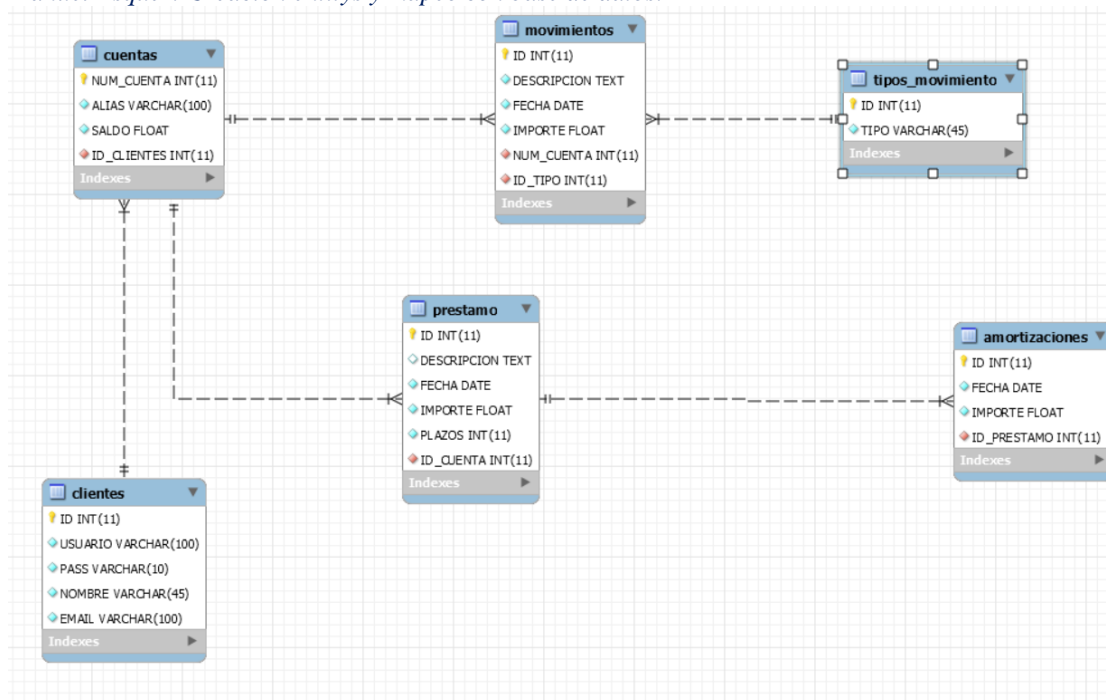 cuentas
NUM_CUENTA INT(11)
ALIAS VARCHAR(100)
SALDO FLOAT
ID_CLIENTES INT(11)
Indexes
movimientos
ID INT(11)
DESCRIPCION TEXT
FECHA DATE
IMPORTE FLOAT
NUM_CUENTA INT(11)
ID_TIPO INT(11)
Indexes
tipos_movimiento
ID INT(11)
TIPO VARCHAR(45)
Indexes
prestamo
ID INT(11)
DESCRIPCION TEXT
FECHA DATE
IMPORTE FLOAT
PLAZOS INT(11)
ID_CUENTA INT(11)
Indexes
amortizaciones
ID INT(11)
FECHA DATE
IMPORTE FLOAT
ID_PRESTAMO INT(11)
Indexes
clientes
ID INT(11)
USUARIO VARCHAR(100)
PASS VARCHAR(10)
NOMBRE VARCHAR(45)
EMAIL VARCHAR(100)
Indexes